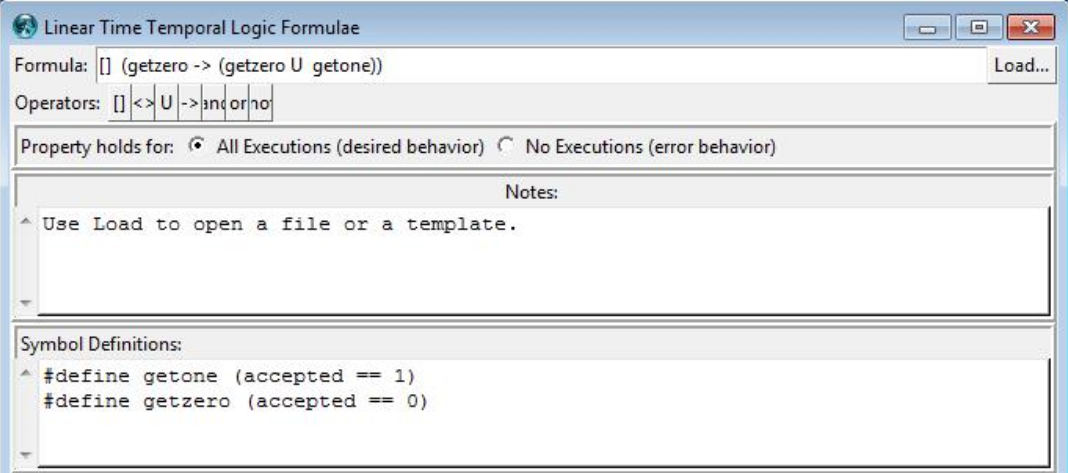 Linear Time Temporal Logic Formulae
Formula: [] (getzero -> (getzero U getone))
Load...
Operators: [] <> U -> and or not
Property holds for: All Executions (desired behavior) No Executions (error behavior)
Notes:
Use Load to open a file or a template.
Symbol Definitions:
#define getone (accepted == 1)
#define getzero (accepted == 0)